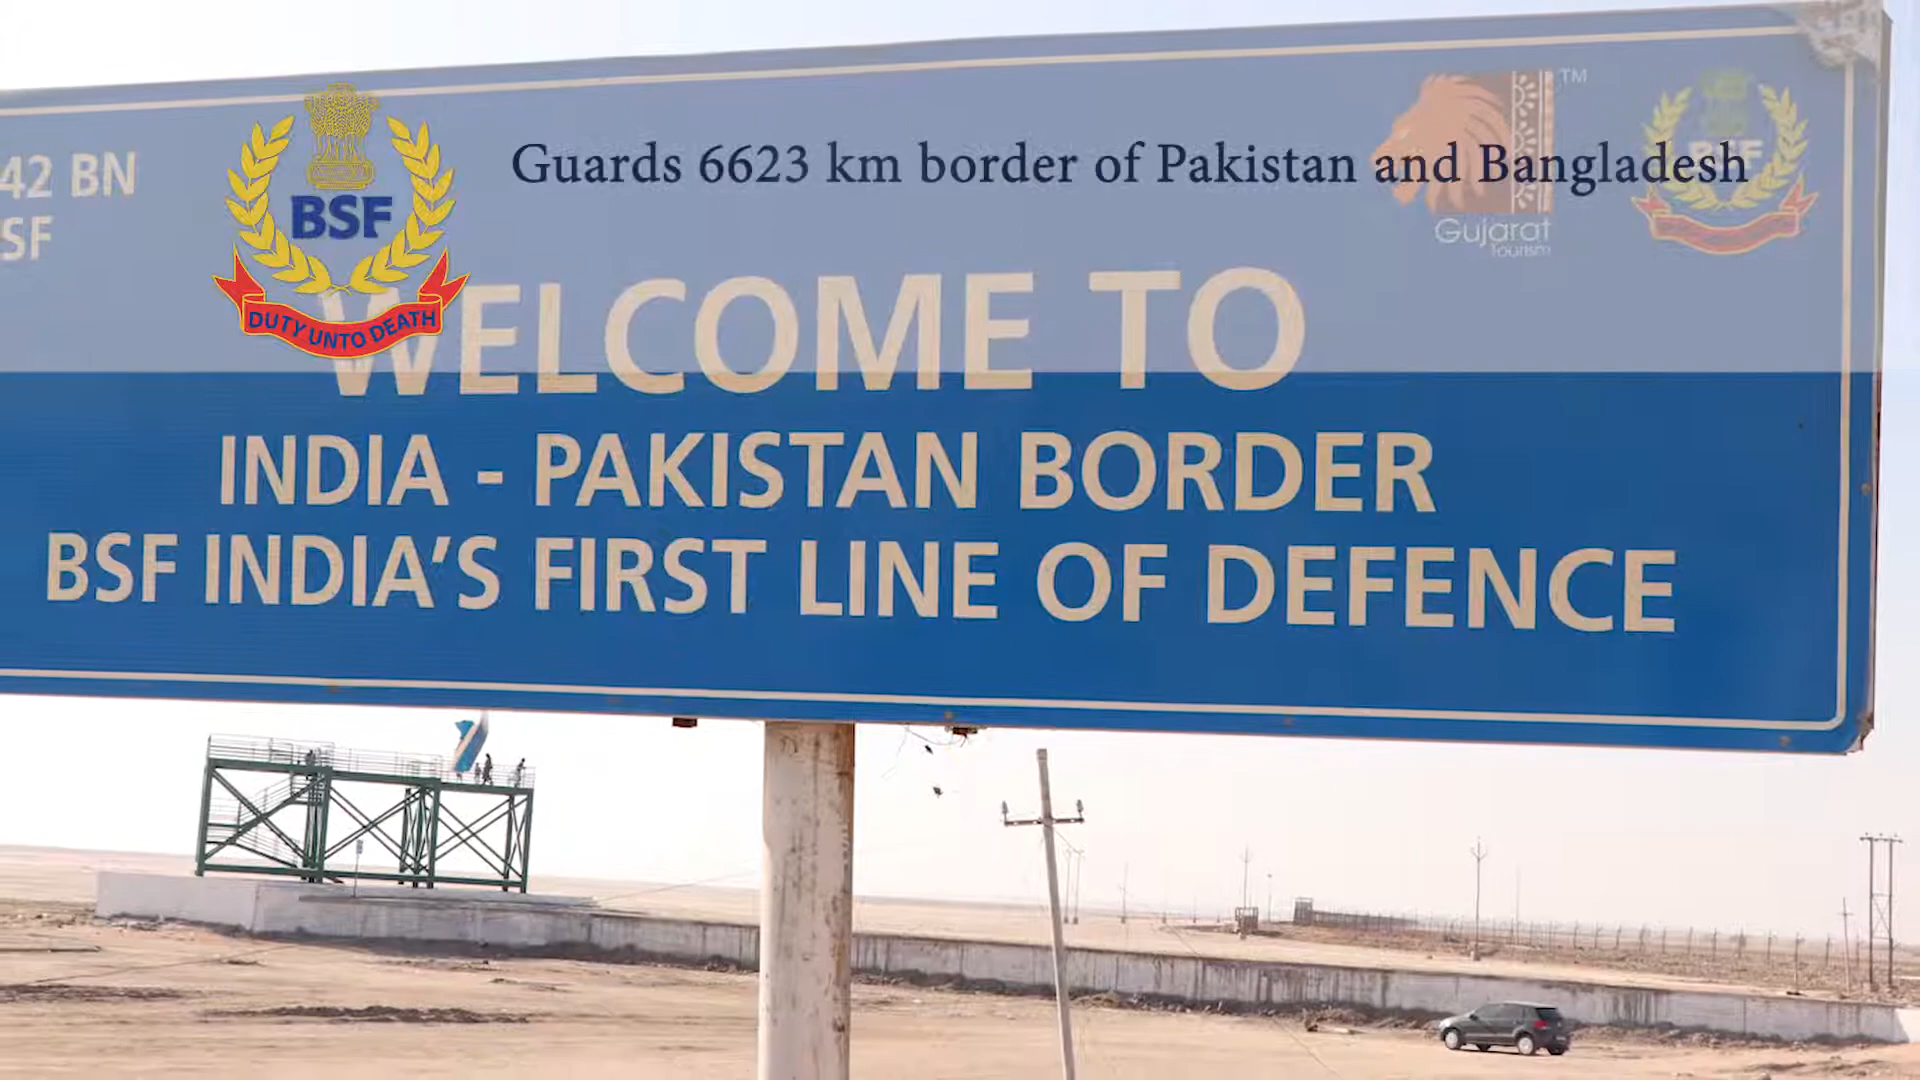 42 BN
SF
BSF
DUTY UNTO DEATH
Guards 6623 km border of Pakistan and Bangladesh
TM
Gujarat
Tourism
WELCOME TO
INDIA - PAKISTAN BORDER
BSF INDIA'S FIRST LINE OF DEFENCE